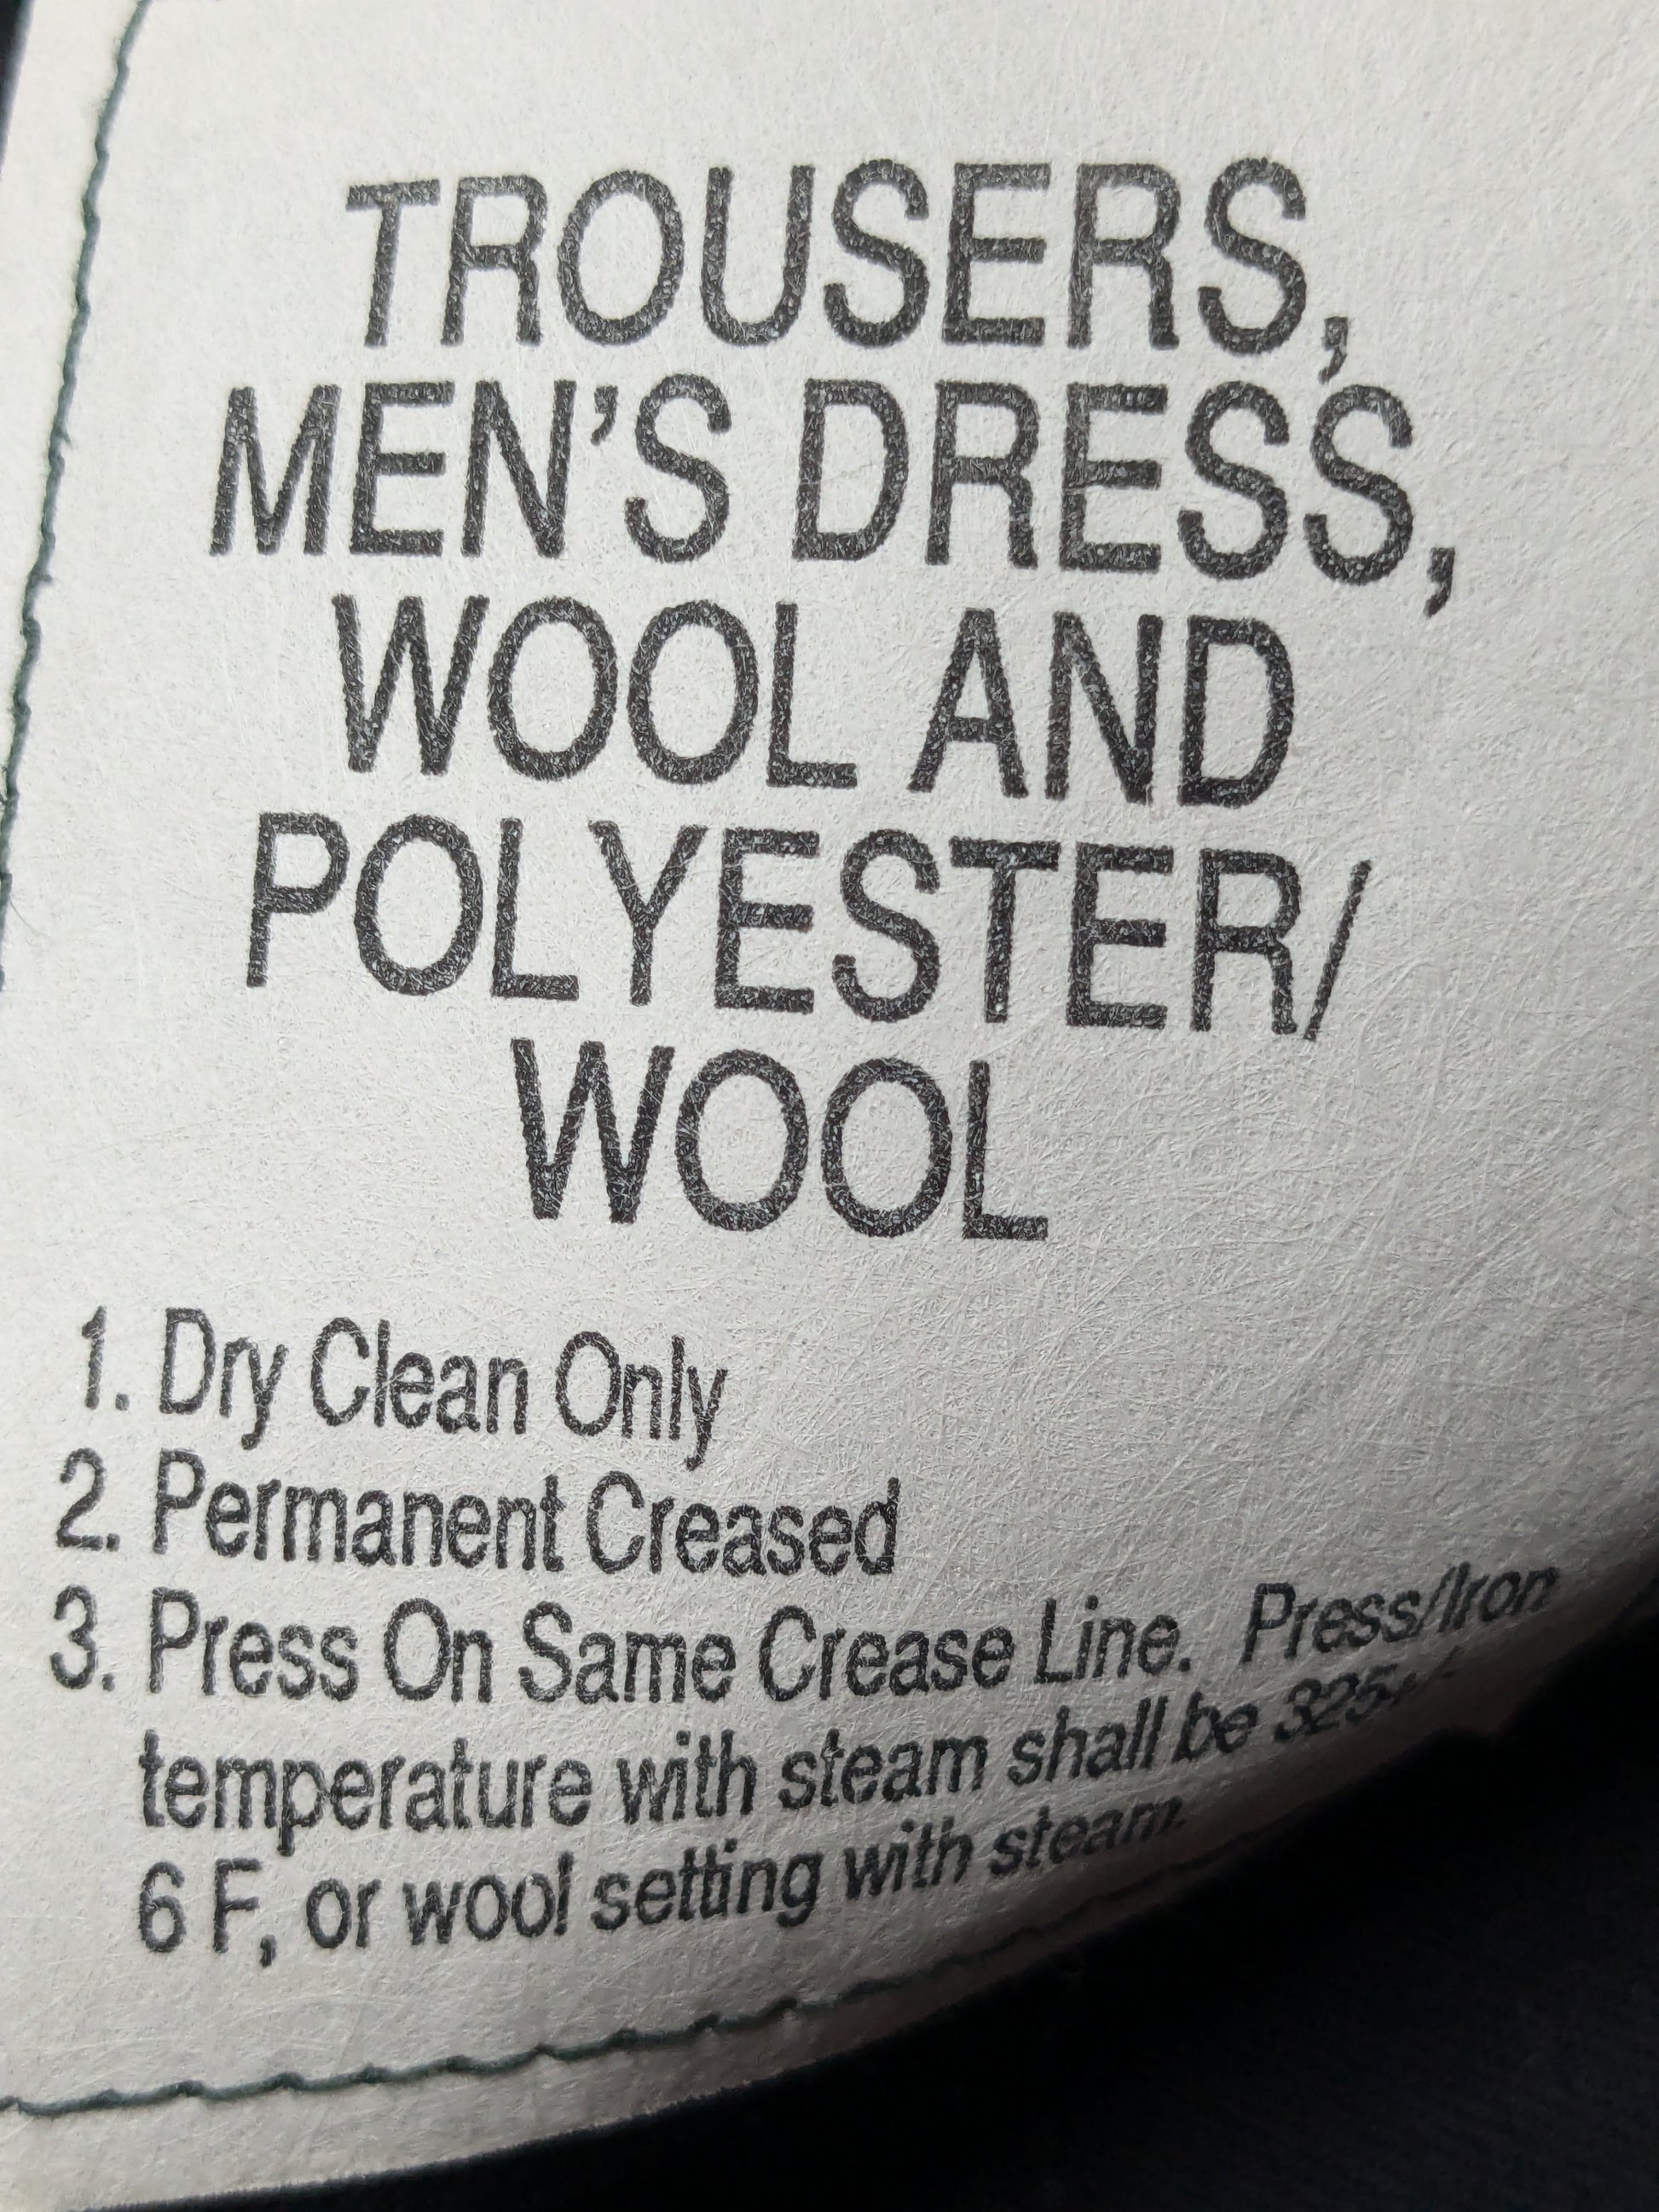 TROUSERS,
MEN'S DRESS,
WOOL AND
POLYESTER/
WOOL
1. Dry Clean Only
2. Permanent Creased
3. Press On Same Crease Line. Press/Iron
temperature with steam shall be 325+/-
6 F, or wool setting with steam.